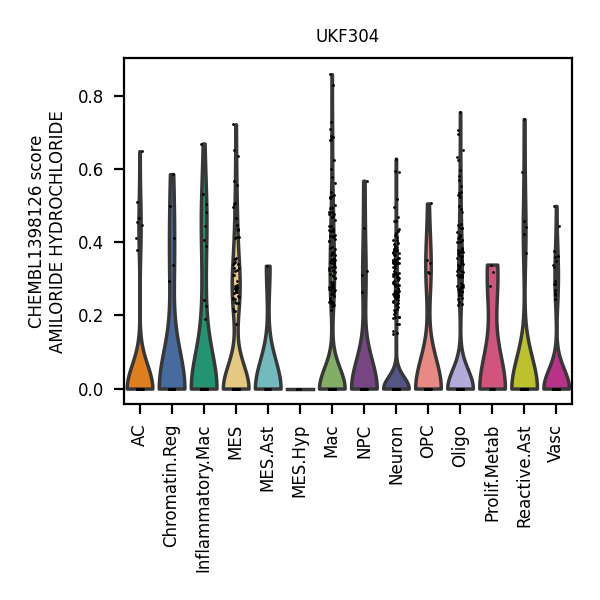 UKF304
CHEMBL1398126 score
AMILORIDE HYDROCHLORIDE
0.8
0.6
0.4
0.2
0.0
AC
Chromatin.Reg
Inflammatory.Mac
MES
MES.Ast
MES.Hyp
Mac
NPC
Neuron
OPC
Oligo
Prolif.Metab
Reactive.Ast
Vasc